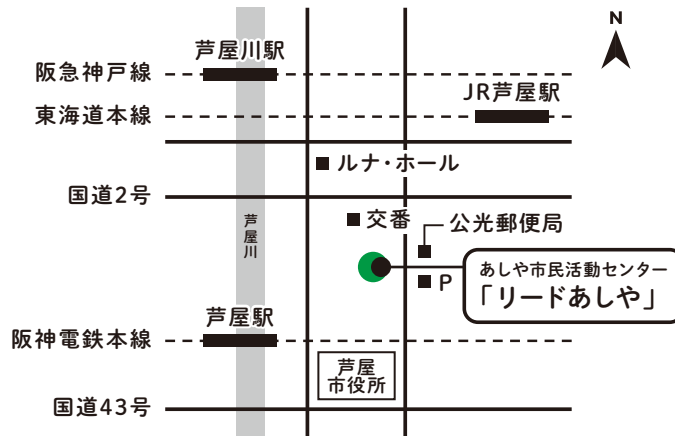 N
芦屋川駅
阪急神戸線
JR芦屋駅
東海道本線
ルナ・ホール
国道2号
交番
公光郵便局
芦屋川
あしや市民活動センター
「リードあしや」
P
芦屋駅
阪神電鉄本線
芦屋
市役所
国道43号